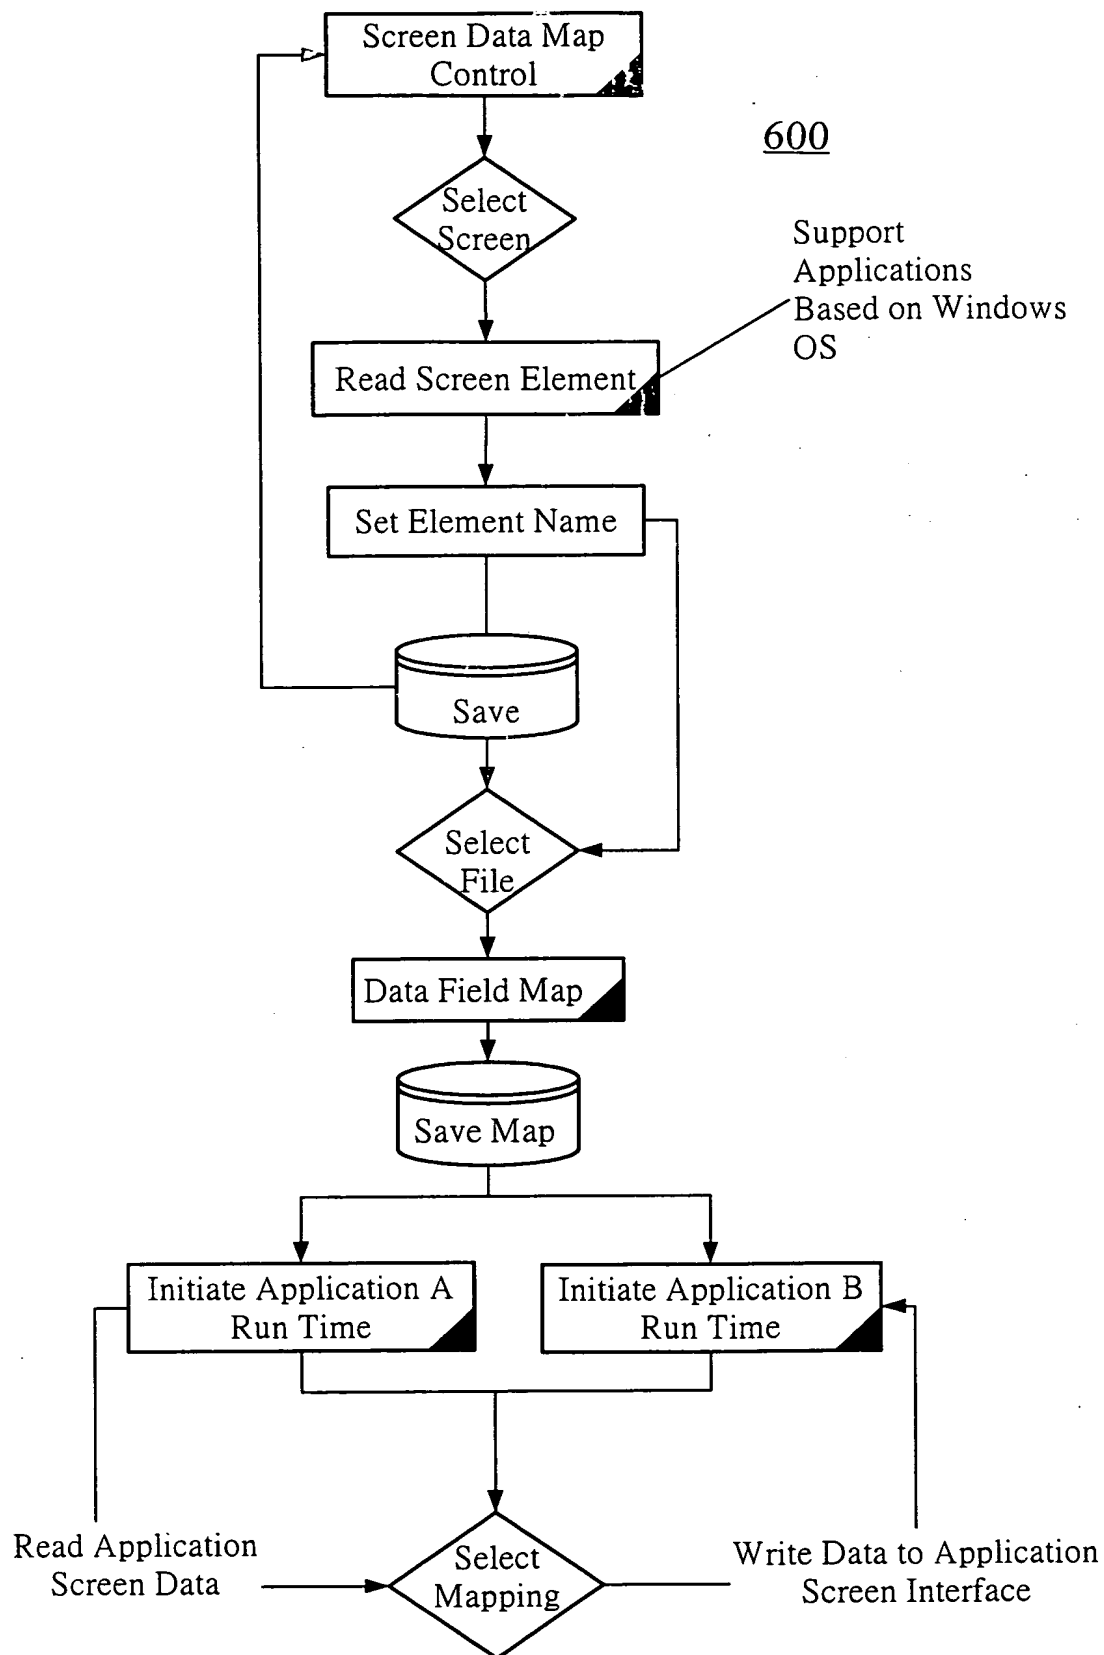 Screen Data Map
Control
600
Select
Screen
Support
Applications
Based on Windows
OS
Read Screen Element
Set Element Name
Save
Select
File
Data Field Map
Save Map
Initiate Application A
Run Time
Initiate Application B
Run Time
Read Application
Screen Data
Select
Mapping
Write Data to Application
Screen Interface